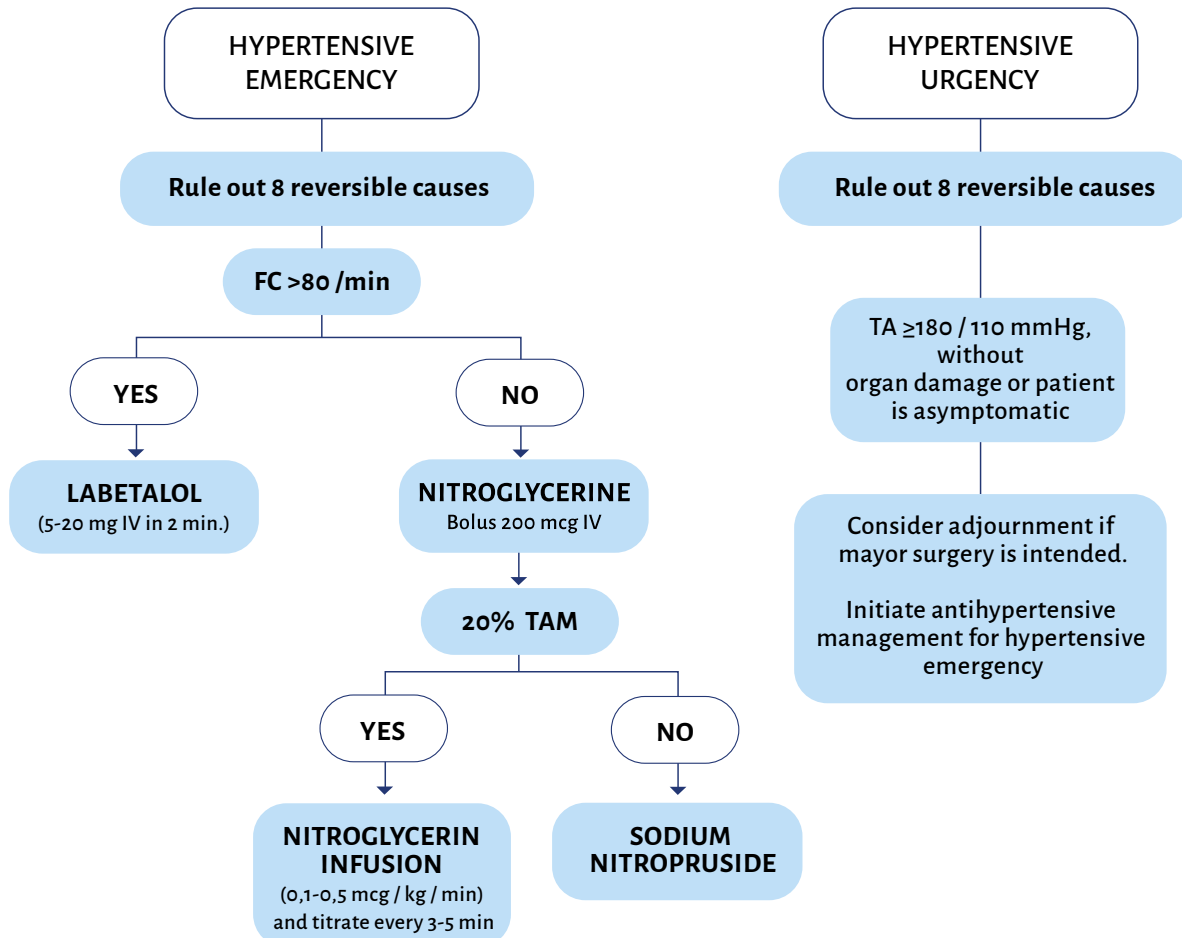 HYPERTENSIVE
EMERGENCY
Rule out 8 reversible causes
FC >80 /min
YES
NO
LABETALOL
(5-20 mg IV in 2 min.)
NITROGLYCERINE
Bolus 200 mcg IV
20% TAM
YES
NO
NITROGLYCERIN
INFUSION
(0,1-0,5 mcg / kg / min)
and titrate every 3-5 min
SODIUM
NITROPRUSIDE
HYPERTENSIVE
URGENCY
Rule out 8 reversible causes
TA ≥180 / 110 mmHg,
without
organ damage or patient
is asymptomatic
Consider adjournment if
mayor surgery is intended.
Initiate antihypertensive
management for hypertensive
emergency